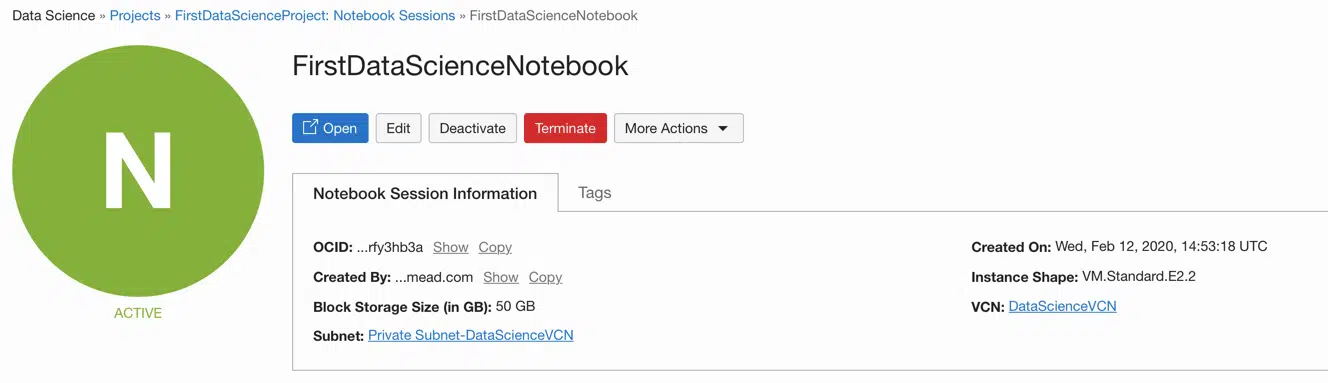 Data Science » Projects » FirstDataScienceProject: Notebook Sessions » FirstDataScienceNotebook
N
ACTIVE
FirstDataScienceNotebook
Open Edit Deactivate Terminate More Actions
Notebook Session Information Tags
OCID: ...rfy3hb3a Show Copy
Created By: ...mead.com Show Copy
Block Storage Size (in GB): 50 GB
Subnet: Private Subnet-DataScienceVCN
Created On: Wed, Feb 12, 2020, 14:53:18 UTC
Instance Shape: VM.Standard.E2.2
VCN: DataScienceVCN